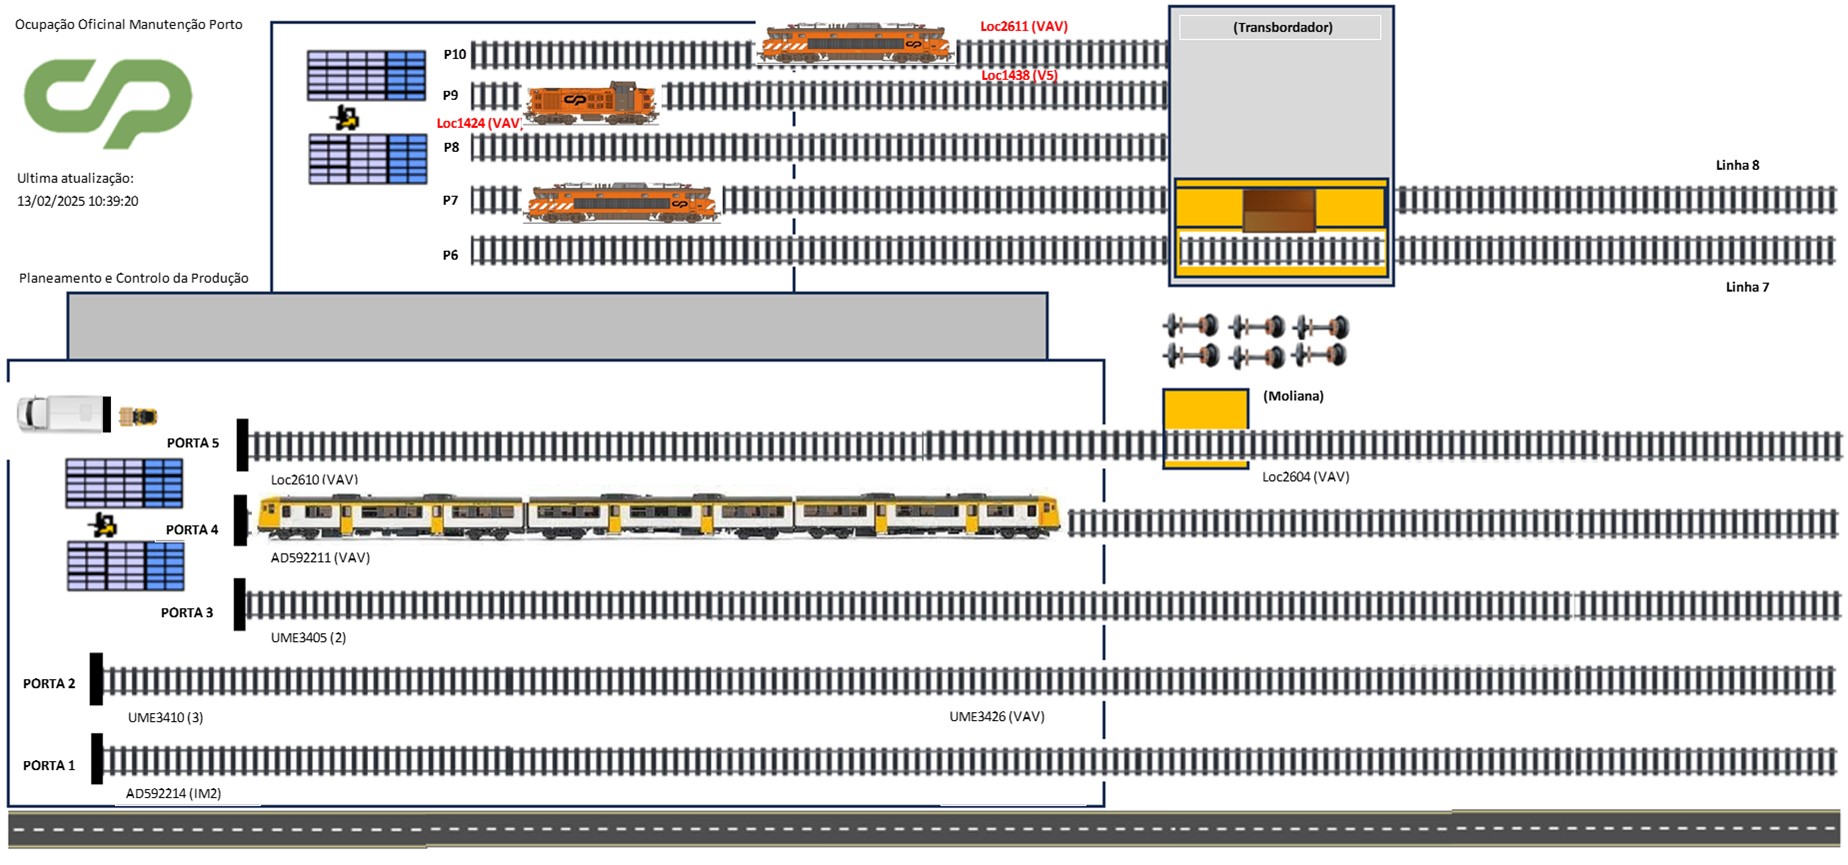 Ocupação Oficinal Manutenção Porto
CP
Ultima atualização:
13/02/2025 10:39:20
Planeamento e Controlo da Produção
Loc2611 (VAV)
P10
Loc1438 (V5)
P9
Loc1424 (VAV)
P8
P7
P6
(Transbordador)
Linha 8
Linha 7
(Moliana)
PORTA 5
Loc2610 (VAV)
Loc2604 (VAV)
PORTA 4
AD592211 (VAV)
PORTA 3
UME3405 (2)
PORTA 2
UME3410 (3)
UME3426 (VAV)
PORTA 1
AD592214 (IM2)